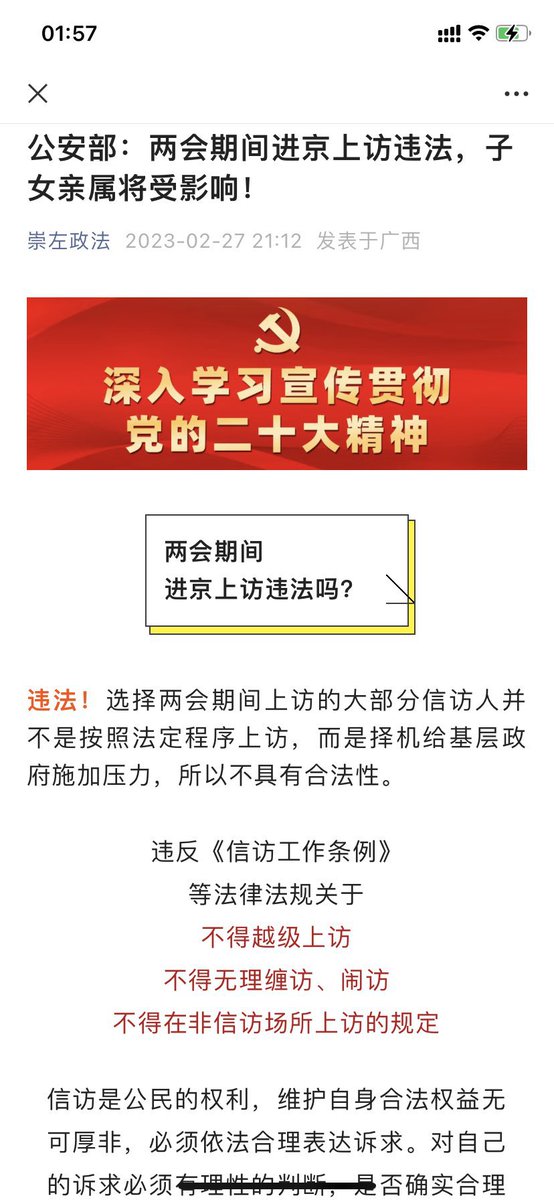 01:57
公安部：两会期间进京上访违法，子
女亲属将受影响！
崇左政法 2023-02-27 21:12 发表于广西
深入学习宣传贯彻
党的二十大精神
两会期间
进京上访违法吗？
违法！选择两会期间上访的大部分信访人并
不是按照法定程序上访，而是择机给基层政
府施加压力，所以不具有合法性。
违反《信访工作条例》
等法律法规关于
不得越级上访
不得无理缠访、闹访
不得在非信访场所上访的规定
信访是公民的权利，维护自身合法权益无
可厚非，必须依法合理表达诉求。对自己
的诉求必须有理性的判断，是否确实合理